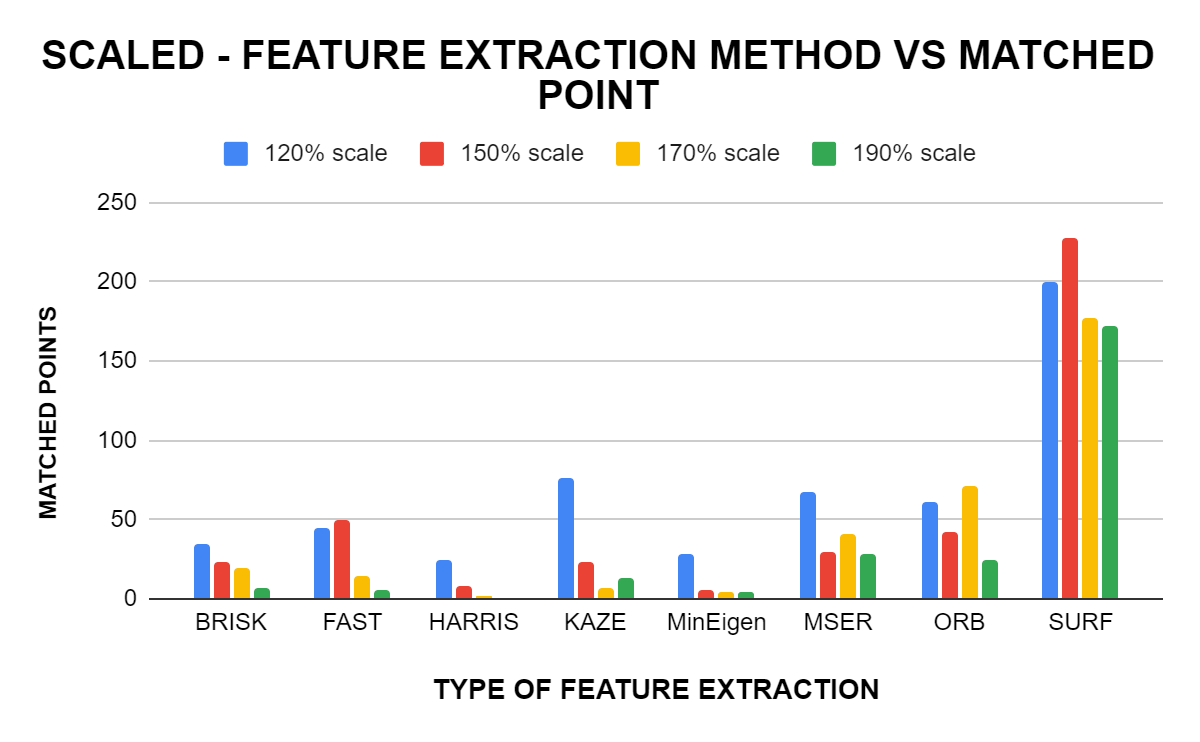 SCALED - FEATURE EXTRACTION METHOD VS MATCHED
POINT
120% scale 150% scale 170% scale 190% scale
250
200
150
100
50
0
MATCHED POINTS
BRISK FAST HARRIS KAZE MinEigen MSER ORB SURF
TYPE OF FEATURE EXTRACTION